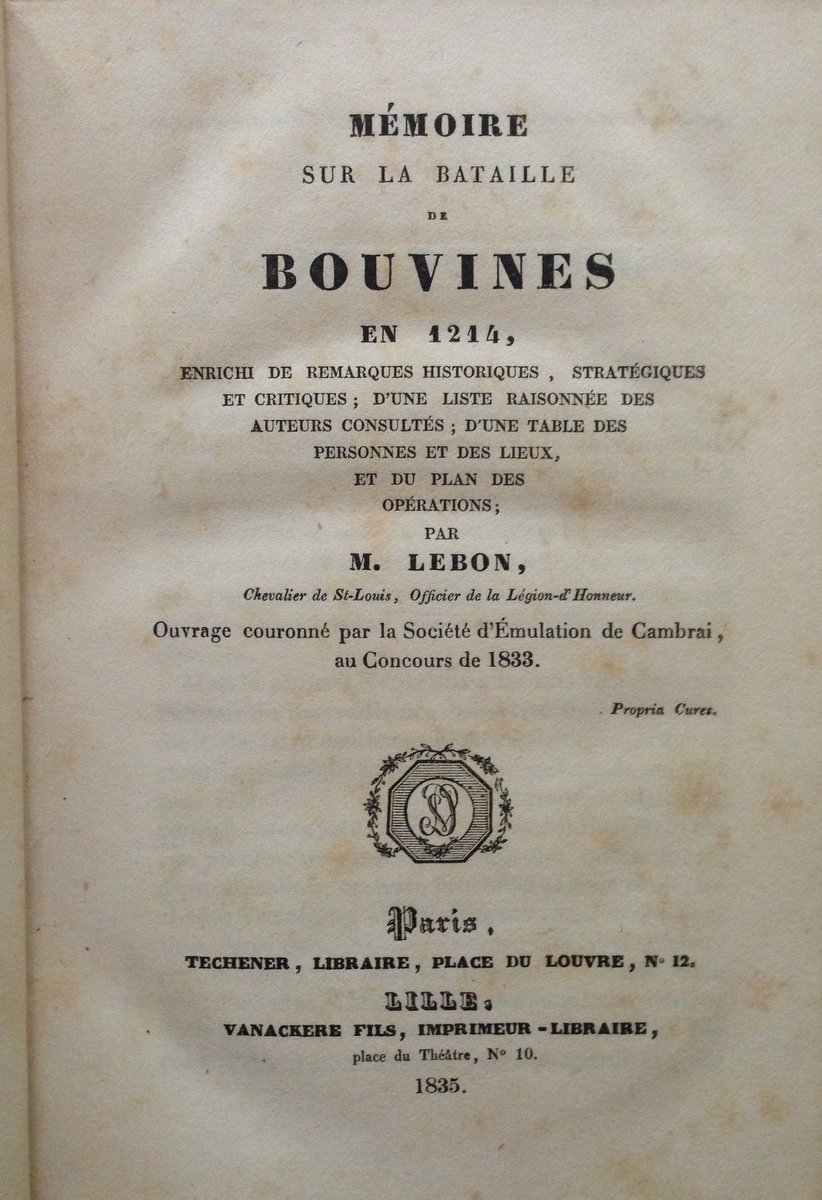 MÉMOIRE
SUR LA BATAILLE
DE
BOUVINES
EN 1214,
ENRICHI DE REMARQUES HISTORIQUES , STRATÉGIQUES
ET CRITIQUES ; D'UNE LISTE RAISONNÉE DES
AUTEURS CONSULTÉS ; D'UNE TABLE DES
PERSONNES ET DES LIEUX,
ET DU PLAN DES
OPÉRATIONS ;
PAR
M. LEBON,
Chevalier de St-Louis, Officier de la Légion-d'Honneur.
Ouvrage couronné par la Société d'Émulation de Cambrai ,
au Concours de 1833.
Propria Cures.
Paris,
TECHENER, LIBRAIRE, PLACE DU LOUVRE, N° 12.
LILLE,
VANACKERE FILS, IMPRIMEUR-LIBRAIRE,
place du Théâtre, N° 10.
1835.